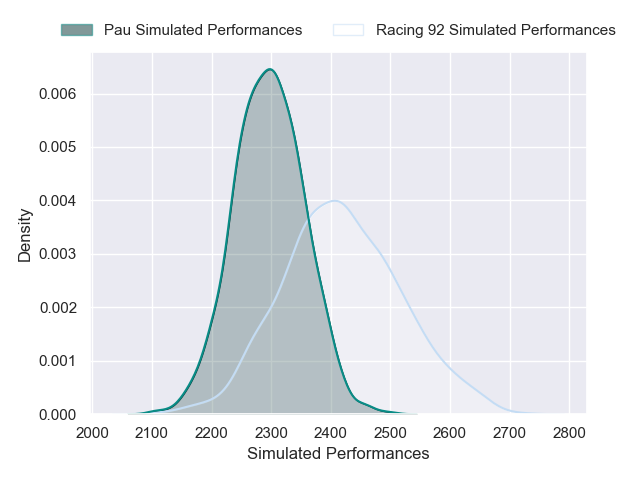 Pau Simulated Performances
Racing 92 Simulated Performances
0.006
0.005
0.004
0.003
0.002
0.001
0.000
Density
2000 2100 2200 2300 2400 2500 2600 2700 2800
Simulated Performances